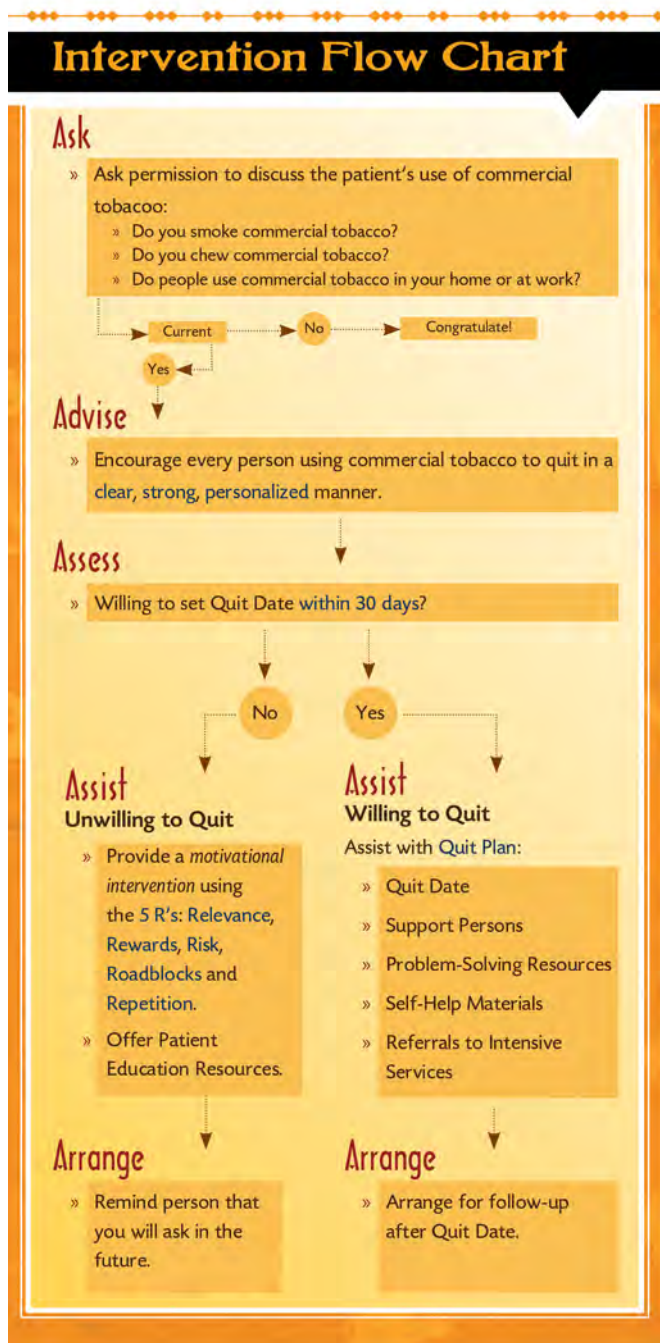 Intervention Flow Chart
Ask
» Ask permission to discuss the patient's use of commercial
tobacoo:
» Do you smoke commercial tobacco?
» Do you chew commercial tobacco?
» Do people use commercial tobacco in your home or at work?
Current
No
Congratulate!
Yes
Advise
» Encourage every person using commercial tobacco to quit in a
clear, strong, personalized manner.
Assess
» Willing to set Quit Date within 30 days?
No
Yes
Assist
Unwilling to Quit
» Provide a motivational
intervention using
the 5 R's: Relevance,
Rewards, Risk,
Roadblocks and
Repetition.
» Offer Patient
Education Resources.
Arrange
» Remind person that
you will ask in the
future.
Assist
Willing to Quit
Assist with Quit Plan:
» Quit Date
» Support Persons
» Problem-Solving Resources
» Self-Help Materials
» Referrals to Intensive
Services
Arrange
» Arrange for follow-up
after Quit Date.